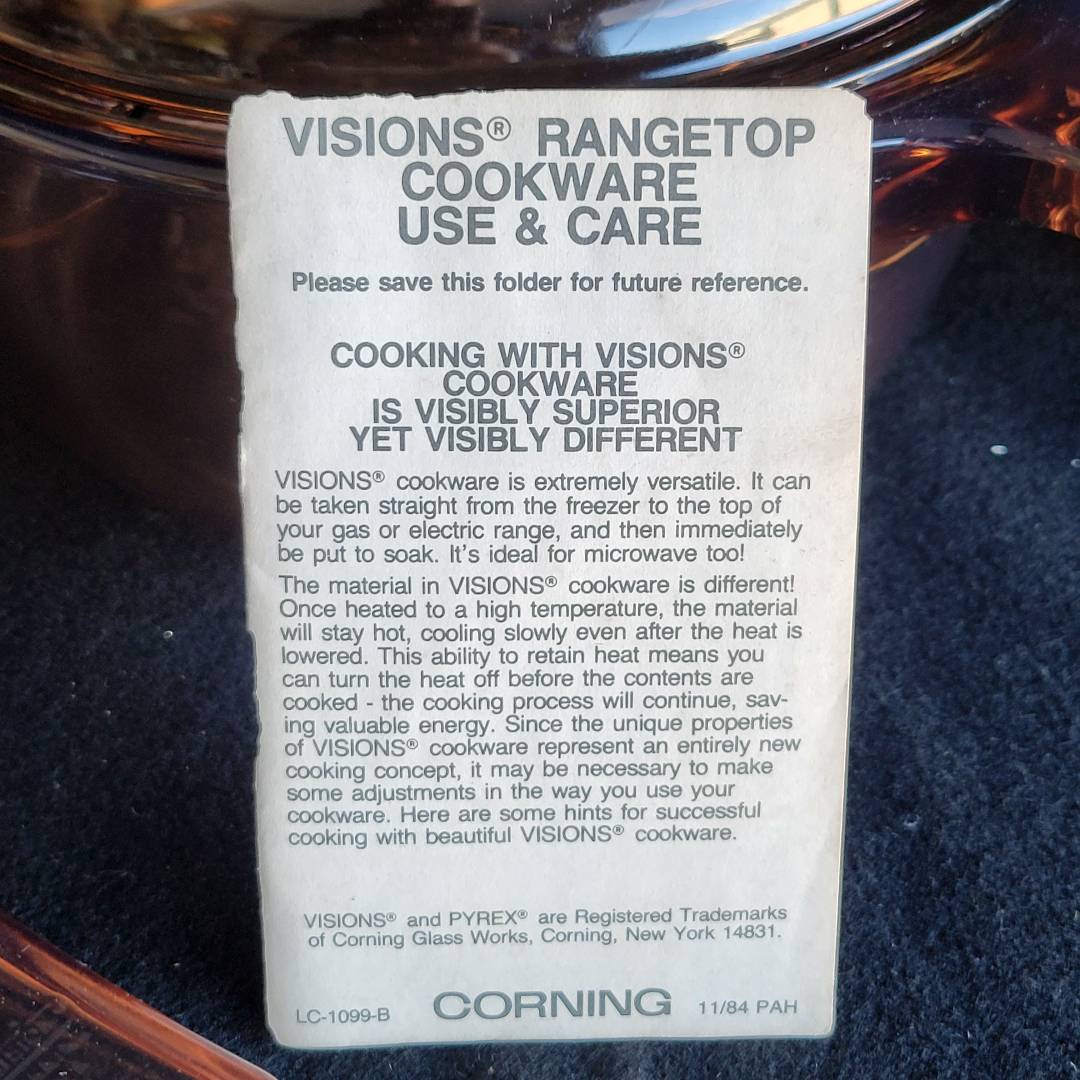 VISIONS® RANGETOP
COOKWARE
USE & CARE
Please save this folder for future reference.
COOKING WITH VISIONS®
COOKWARE
IS VISIBLY SUPERIOR
YET VISIBLY DIFFERENT
VISIONS® cookware is extremely versatile. It can
be taken straight from the freezer to the top of
your gas or electric range, and then immediately
be put to soak. It's ideal for microwave too!
The material in VISIONS® cookware is different!
Once heated to a high temperature, the material
will stay hot, cooling slowly even after the heat is
lowered. This ability to retain heat means you
can turn the heat off before the contents are
cooked - the cooking process will continue, sav-
ing valuable energy. Since the unique properties
of VISIONS® cookware represent an entirely new
cooking concept, it may be necessary to make
some adjustments in the way you use your
cookware. Here are some hints for successful
cooking with beautiful VISIONS® cookware.
VISIONS® and PYREX® are Registered Trademarks
of Corning Glass Works, Corning, New York 14831.
LC-1099-B CORNING 11/84 PAH